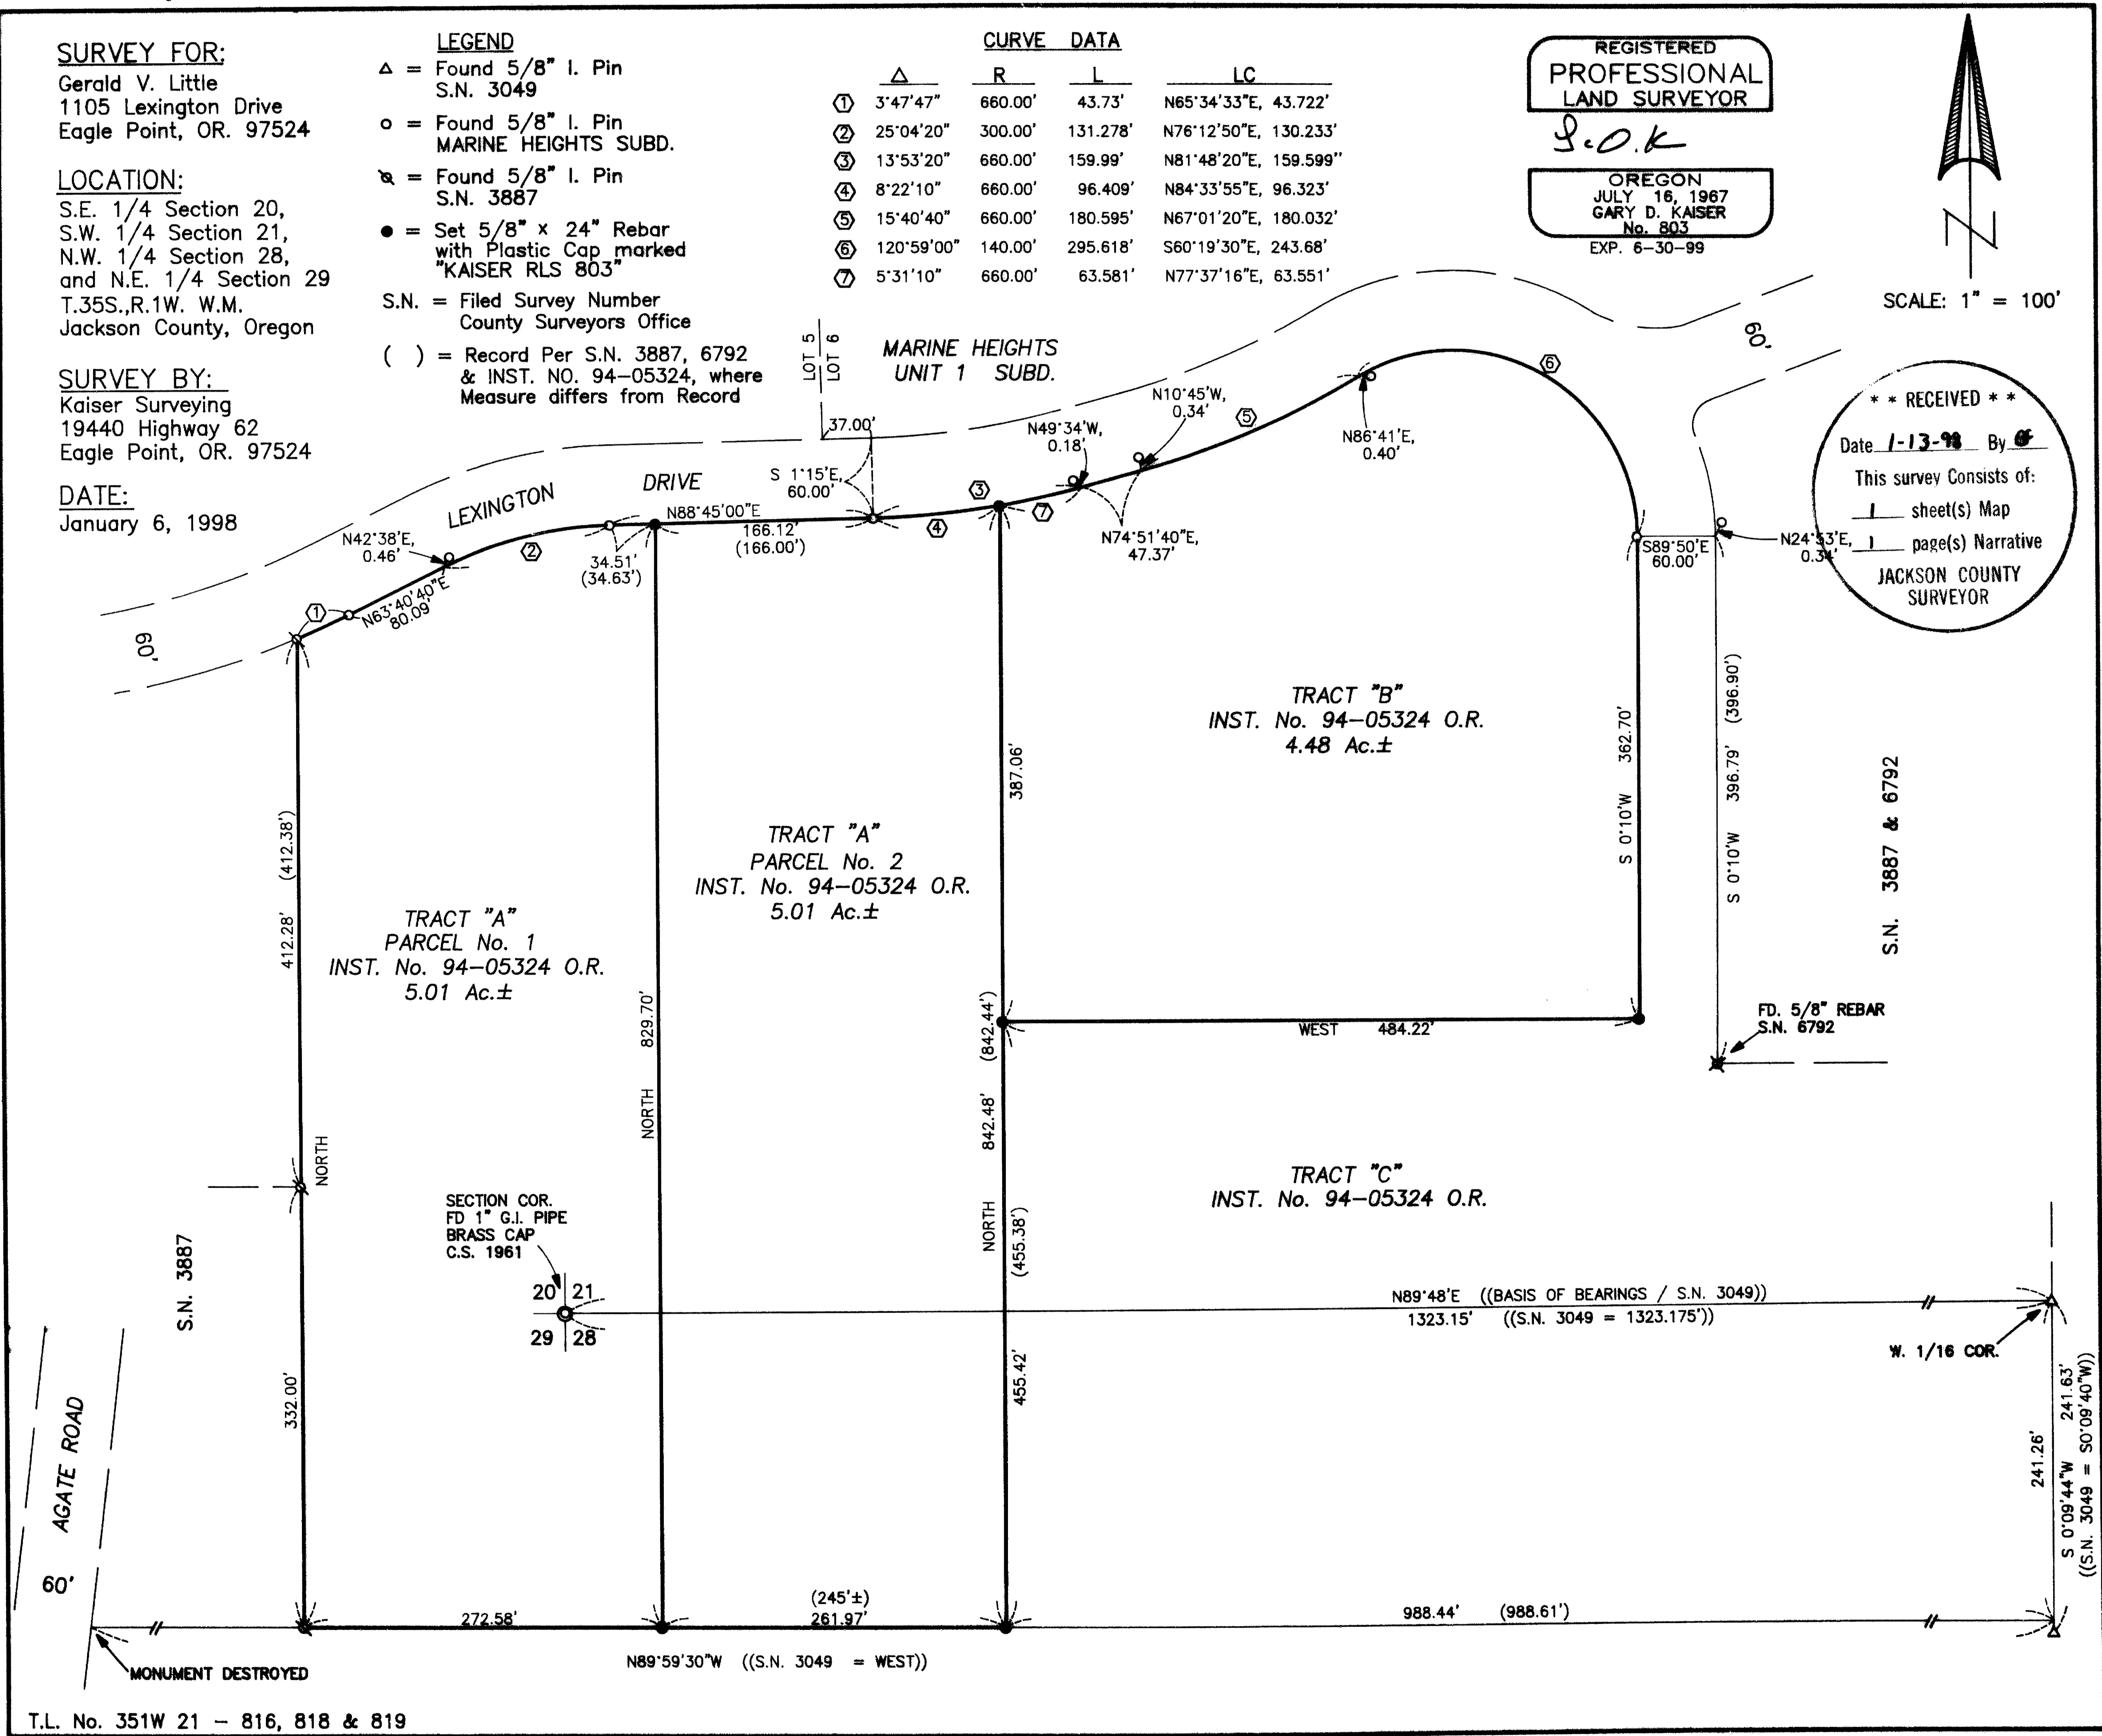 SURVEY FOR:
Gerald V. Little
1105 Lexington Drive
Eagle Point, OR. 97524
LOCATION:
S.E. 1/4 Section 20,
S.W. 1/4 Section 21,
N.W. 1/4 Section 28,
and N.E. 1/4 Section 29
T.35S.,R.1W. W.M.
Jackson County, Oregon
SURVEY BY:
Kaiser Surveying
19440 Highway 62
Eagle Point, OR. 97524
DATE:
January 6, 1998
LEGEND
△ = Found 5/8" I. Pin
S.N. 3049
o = Found 5/8" I. Pin
MARINE HEIGHTS SUBD.
= Found 5/8" I. Pin
S.N. 3887
● = Set 5/8" x 24" Rebar
with Plastic Cap marked
"KAISER RLS 803"
S.N. = Filed Survey Number
County Surveyors Office
( ) = Record Per S.N. 3887, 6792
& INST. NO. 94-05324, where
Measure differs from Record
CURVE DATA
△ R L LC
1 3°47'47" 660.00' 43.73' N65°34'33"E, 43.722'
2 25°04'20" 300.00' 131.278' N76°12'50"E, 130.233'
3 13°53'20" 660.00' 159.99' N81°48'20"E, 159.599''
4 8°22'10" 660.00' 96.409' N84°33'55"E, 96.323'
5 15°40'40" 660.00' 180.595' N67°01'20"E, 180.032'
6 120°59'00" 140.00' 295.618' S60°19'30"E, 243.68'
7 5°31'10" 660.00' 63.581' N77°37'16"E, 63.551'
REGISTERED
PROFESSIONAL
LAND SURVEYOR
OREGON
JULY 16, 1967
GARY D. KAISER
No. 803
EXP. 6-30-99
N
SCALE: 1" = 100'
* * RECEIVED * *
Date 1-13-98 By
This survey Consists of:
1 sheet(s) Map
1 page(s) Narrative
JACKSON COUNTY
SURVEYOR
LOT 5
LOT 6
MARINE HEIGHTS
UNIT 1 SUBD.
60'
37.00'
S 1°15'E,
60.00'
LEXINGTON DRIVE
N49°34'W,
0.18'
N10°45'W,
0.34'
5
N86°41'E,
0.40'
6
N42°38'E,
0.46'
2
34.51'
(34.63')
N88°45'00"E
166.12'
(166.00')
3
4
7
N74°51'40"E,
47.37'
S89°50'E
60.00'
N24°53'E,
0.34'
1
N63°40'40"E
80.09'
60'
TRACT "B"
INST. No. 94-05324 O.R.
4.48 Ac.±
387.06'
S 0°10'W 362.70'
S 0°10'W 396.79' (396.90')
S.N. 3887 & 6792
412.28' (412.38')
TRACT "A"
PARCEL No. 2
INST. No. 94-05324 O.R.
5.01 Ac.±
TRACT "A"
PARCEL No. 1
INST. No. 94-05324 O.R.
5.01 Ac.±
NORTH 829.70'
NORTH 842.48' (842.44')
WEST 484.22'
FD. 5/8" REBAR
S.N. 6792
NORTH
TRACT "C"
INST. No. 94-05324 O.R.
SECTION COR.
FD 1" G.I. PIPE
BRASS CAP
C.S. 1961
20 21
29 28
S.N. 3887
332.00'
455.42' (455.38')
N89°48'E ((BASIS OF BEARINGS / S.N. 3049))
1323.15' ((S.N. 3049 = 1323.175'))
W. 1/16 COR.
241.26'
S 0°09'44"W 241.63'
((S.N. 3049 = S0°09'40"W))
AGATE ROAD
60'
272.58'
(245'±)
261.97'
988.44' (988.61')
N89°59'30"W ((S.N. 3049 = WEST))
MONUMENT DESTROYED
T.L. No. 351W 21 - 816, 818 & 819